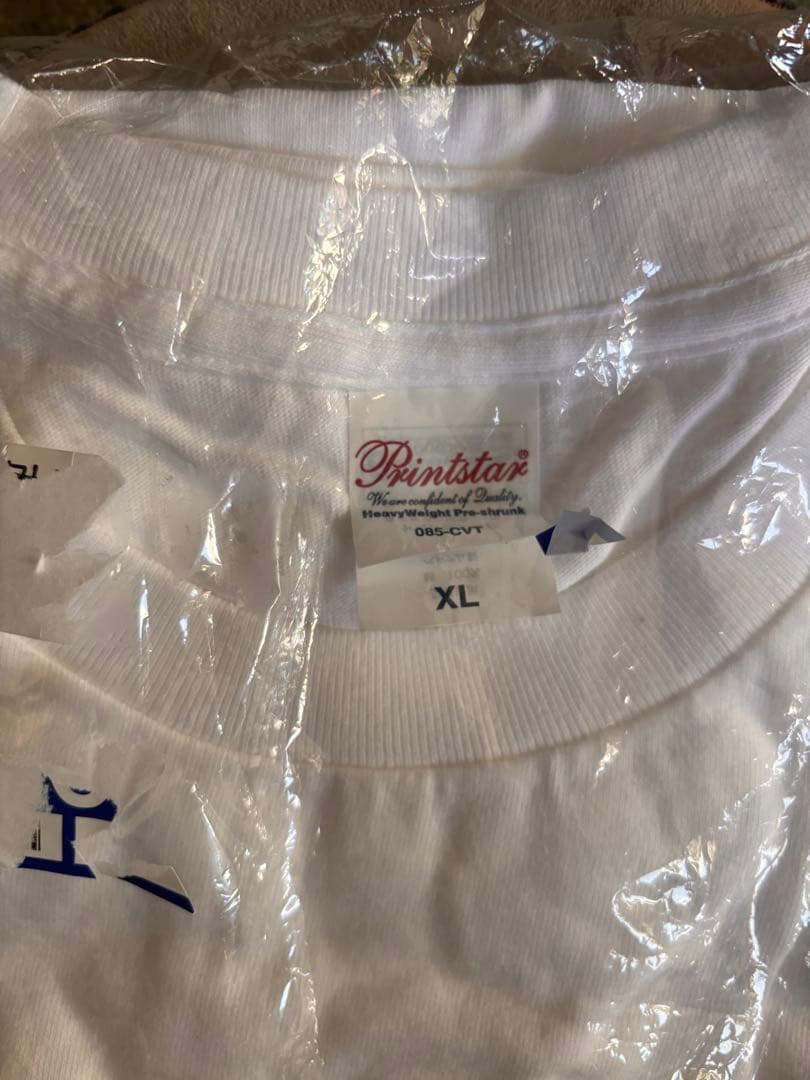 Printstar®
We are confident of Quality.
HeavyWeight Pre-shrunk
085-CVT
XL